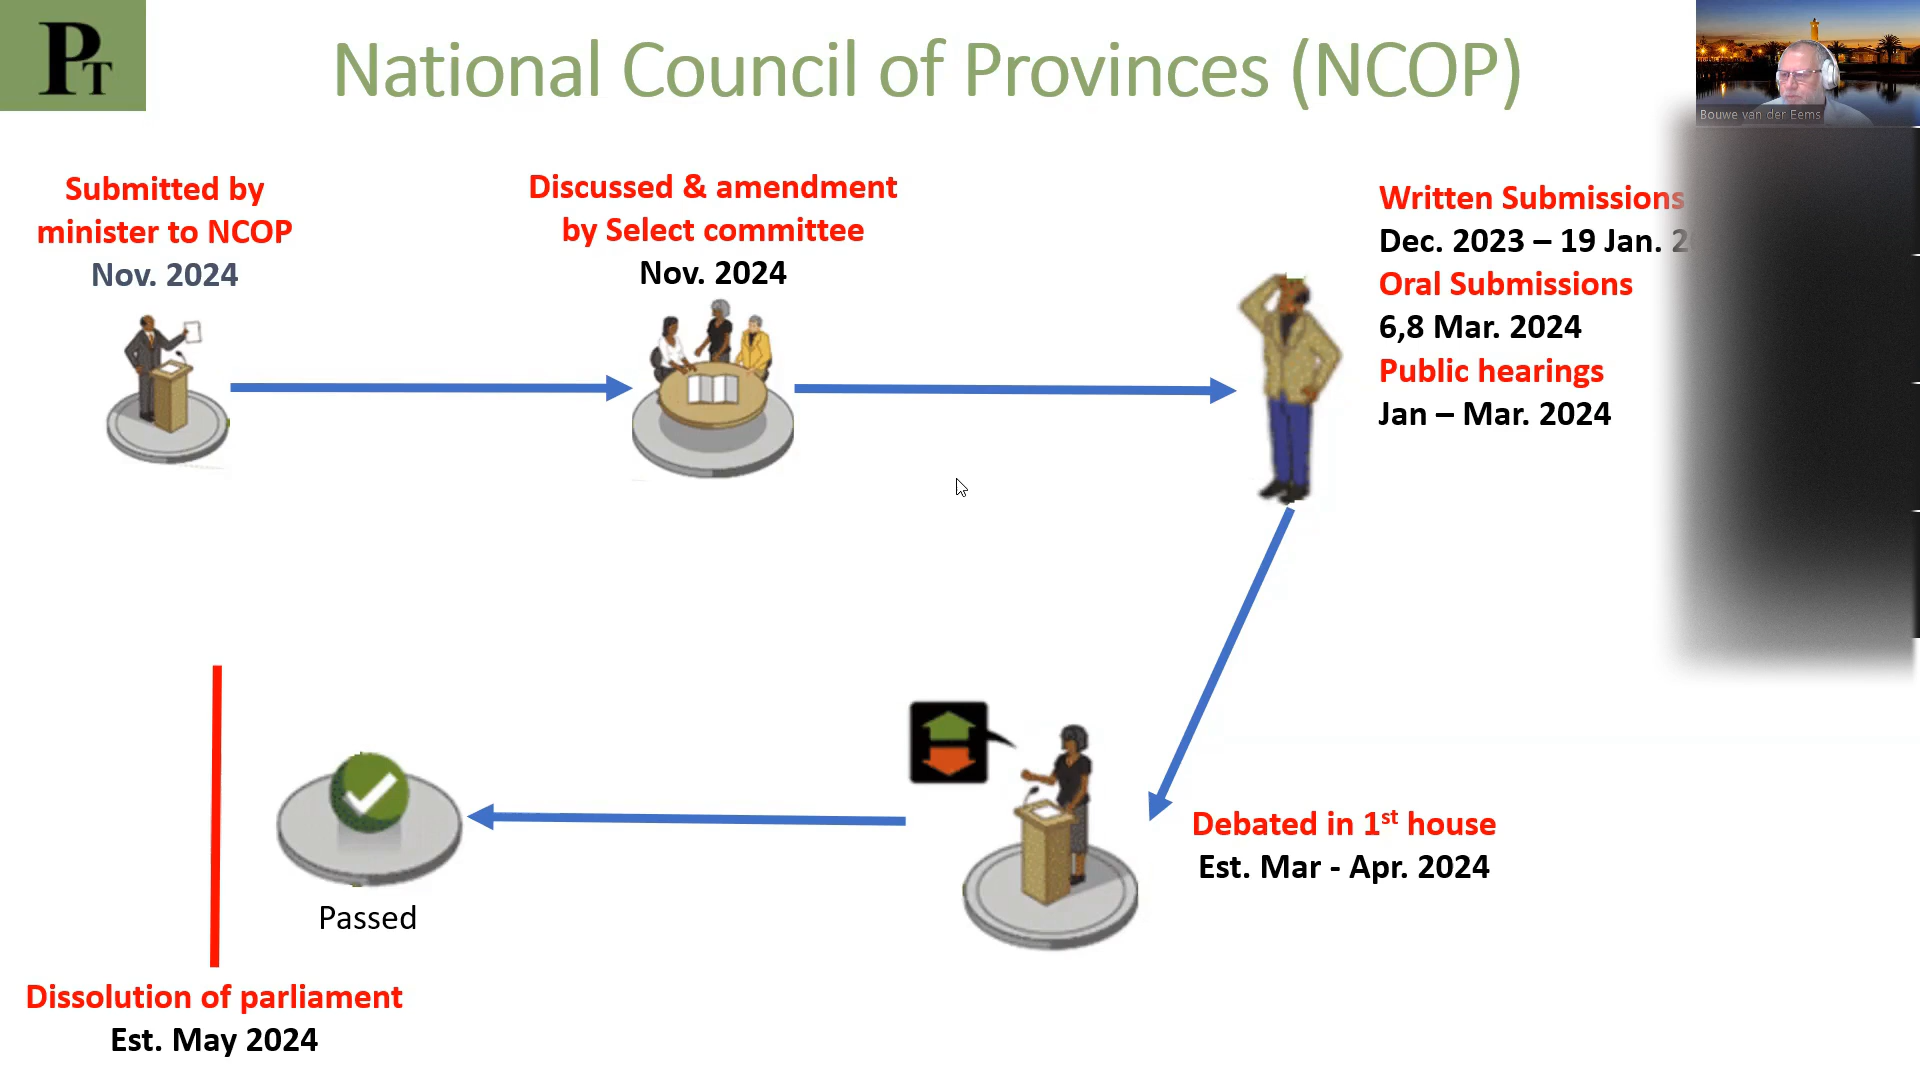 PT
National Council of Provinces (NCOP)
Bouwe van der Eems
Submitted by
minister to NCOP
Nov. 2024
Discussed & amendment
by Select committee
Nov. 2024
Written Submissions
Dec. 2023 – 19 Jan.
Oral Submissions
6,8 Mar. 2024
Public hearings
Jan – Mar. 2024
Debated in 1st house
Est. Mar - Apr. 2024
Passed
Dissolution of parliament
Est. May 2024